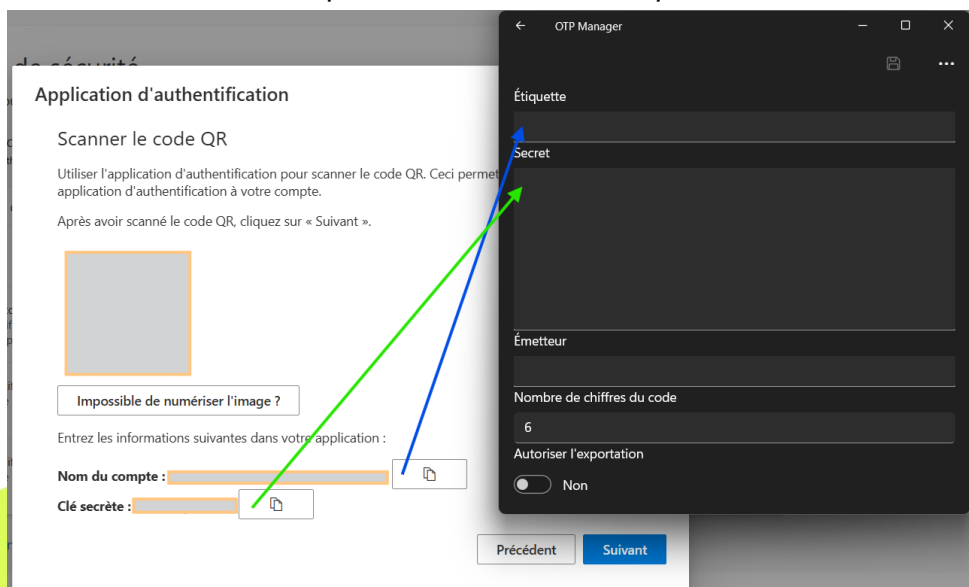 OTP Manager
de sécurité
Application d'authentification
Scanner le code QR
Utiliser l'application d'authentification pour scanner le code QR. Ceci permet
application d'authentification à votre compte.
Après avoir scanné le code QR, cliquez sur « Suivant ».
Impossible de numériser l'image ?
Entrez les informations suivantes dans votre application :
Nom du compte :
Clé secrète :
Précédent
Suivant
Étiquette
Secret
Émetteur
Nombre de chiffres du code
6
Autoriser l'exportation
Non